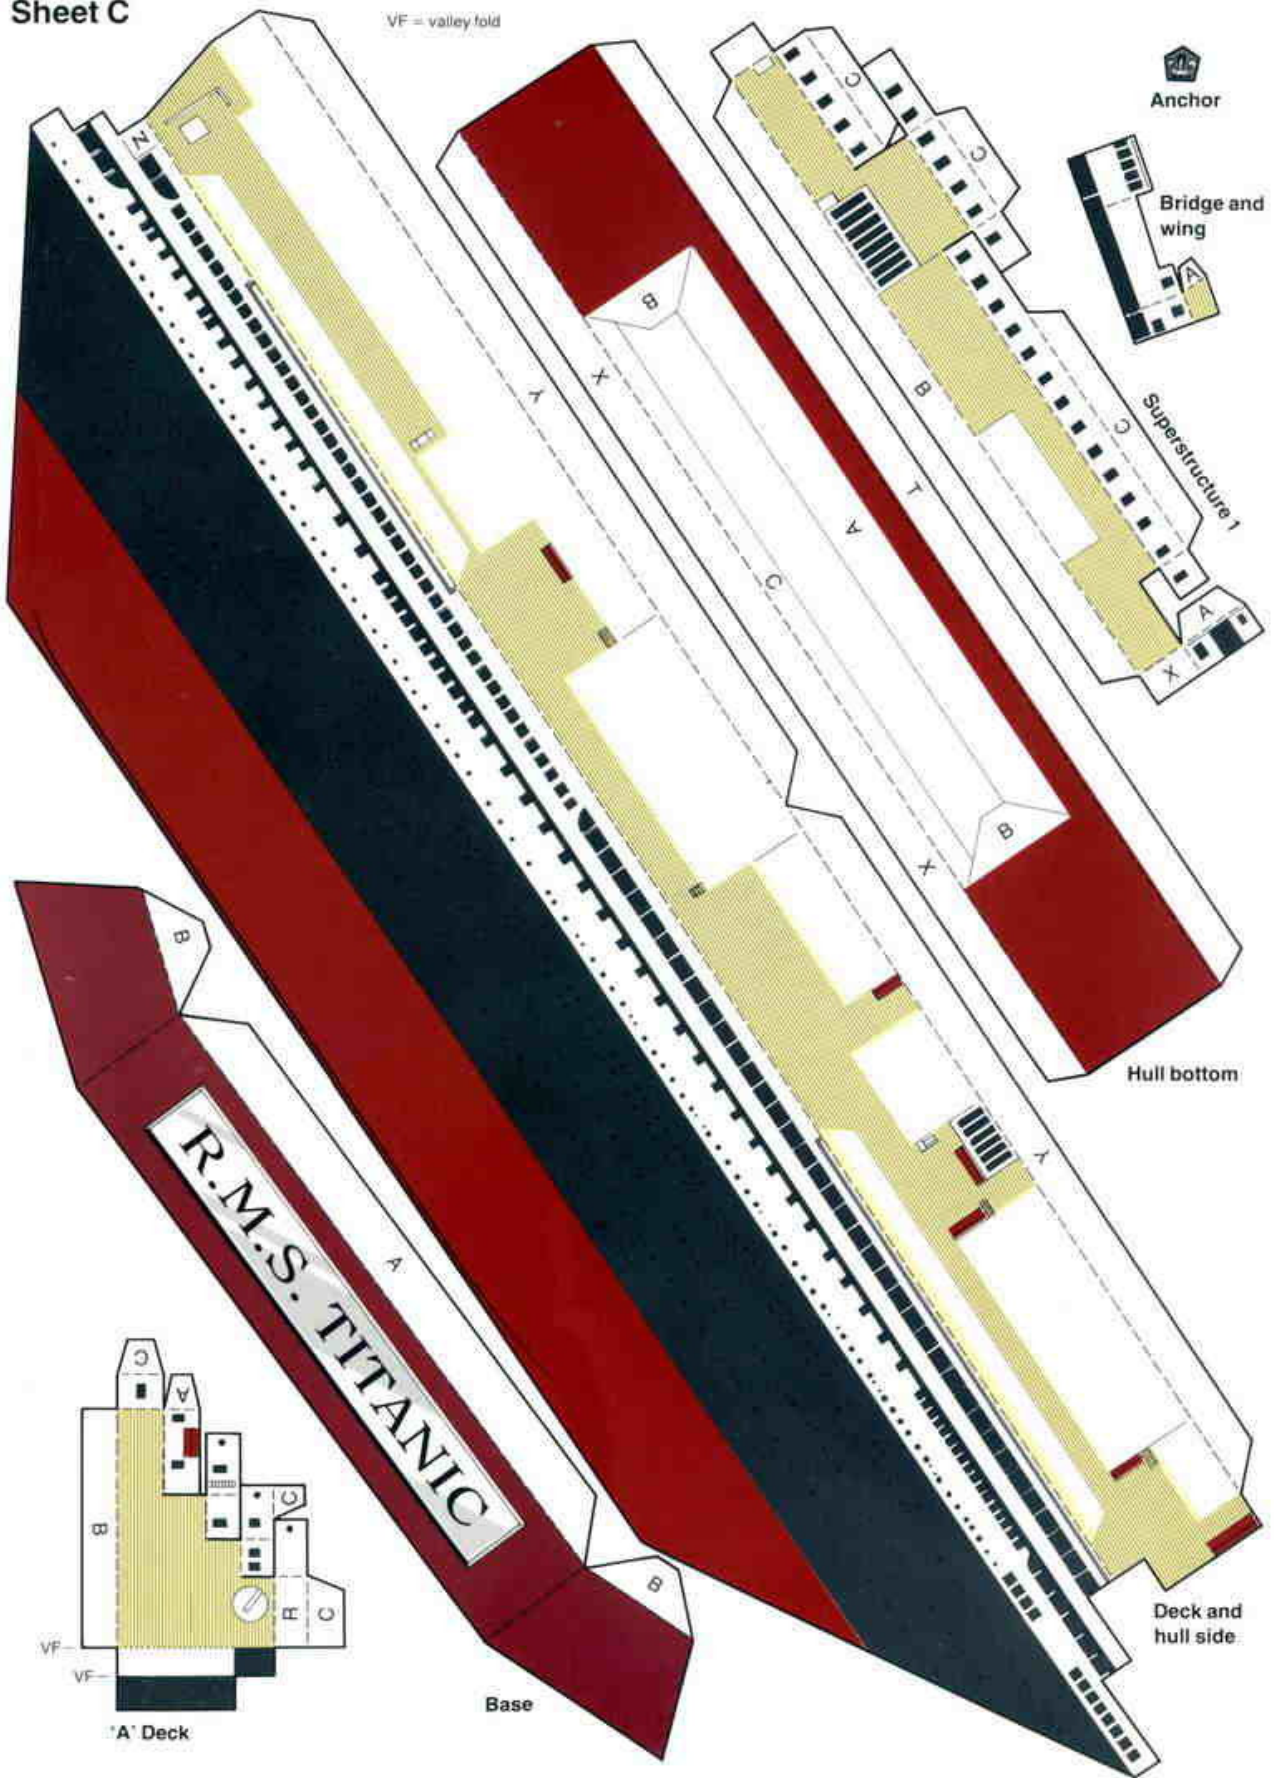 Sheet C
VF = valley fold
Anchor
Bridge and
wing
A
Superstructure 1
C
C
C
B
A
X
Z
Y
Y
X
X
B
A
T
C
B
Hull bottom
B
A
B
R.M.S. TITANIC
Base
C
A
B
C
R
C
VF
VF
'A' Deck
Deck and
hull side